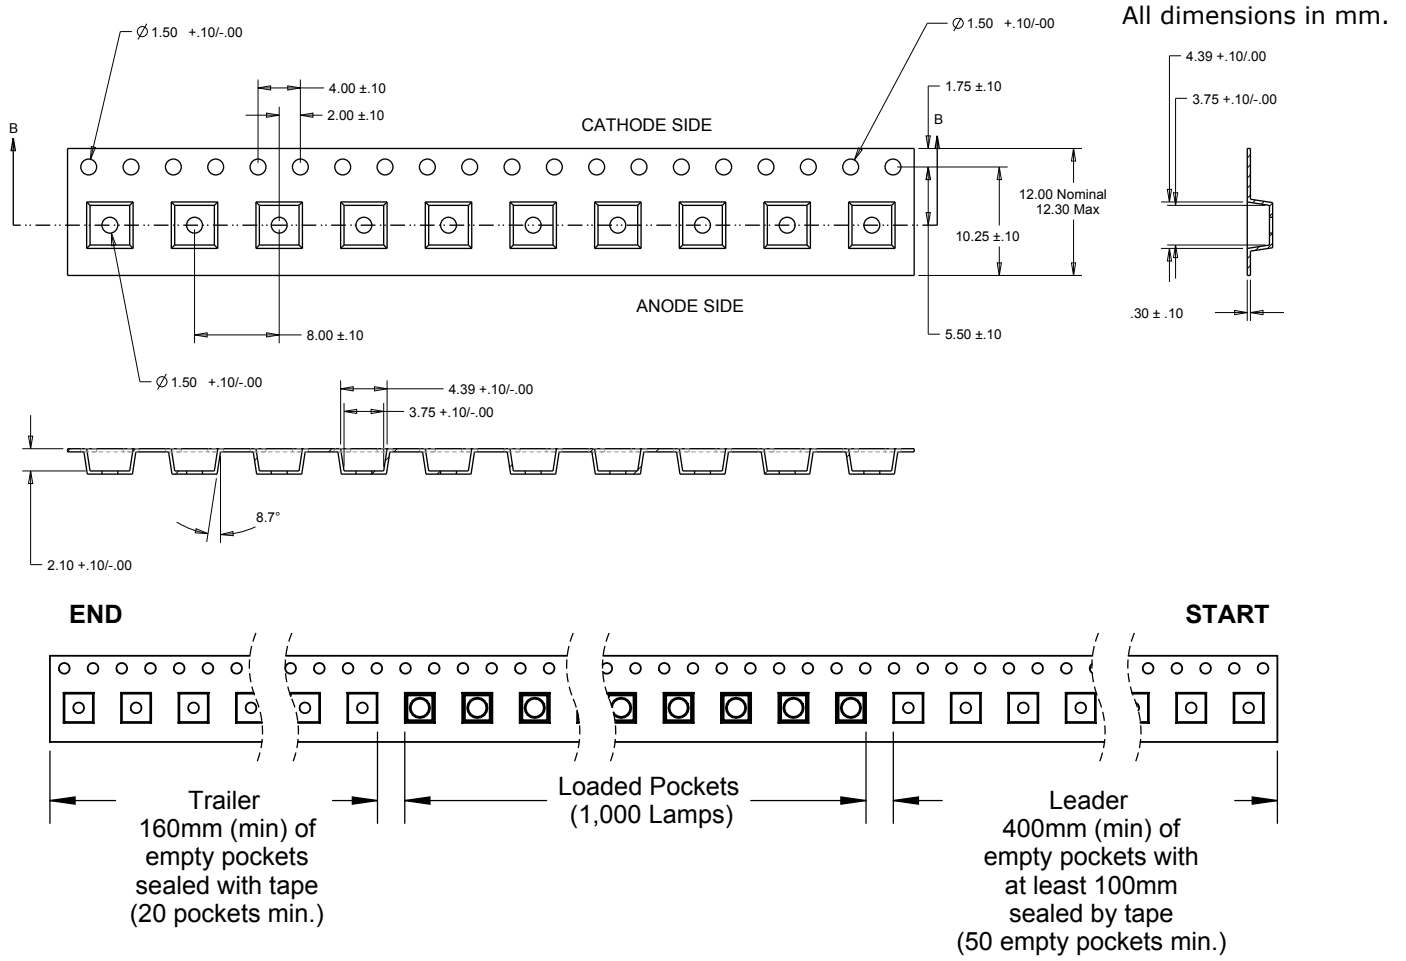 All dimensions in mm.
Ø 1.50 +.10/-.00
Ø 1.50 +.10/-00
4.39 +.10/.00
4.00 ±.10
1.75 ±.10
3.75 +.10/-.00
2.00 ±.10
B
CATHODE SIDE
B
12.00 Nominal
12.30 Max
10.25 ±.10
ANODE SIDE
.30 ± .10
8.00 ±.10
5.50 ±.10
Ø 1.50 +.10/-.00
4.39 +.10/-.00
3.75 +.10/-.00
8.7°
2.10 +.10/-.00
END
START
Trailer
160mm (min) of
empty pockets
sealed with tape
(20 pockets min.)
Loaded Pockets
(1,000 Lamps)
Leader
400mm (min) of
empty pockets with
at least 100mm
sealed by tape
(50 empty pockets min.)